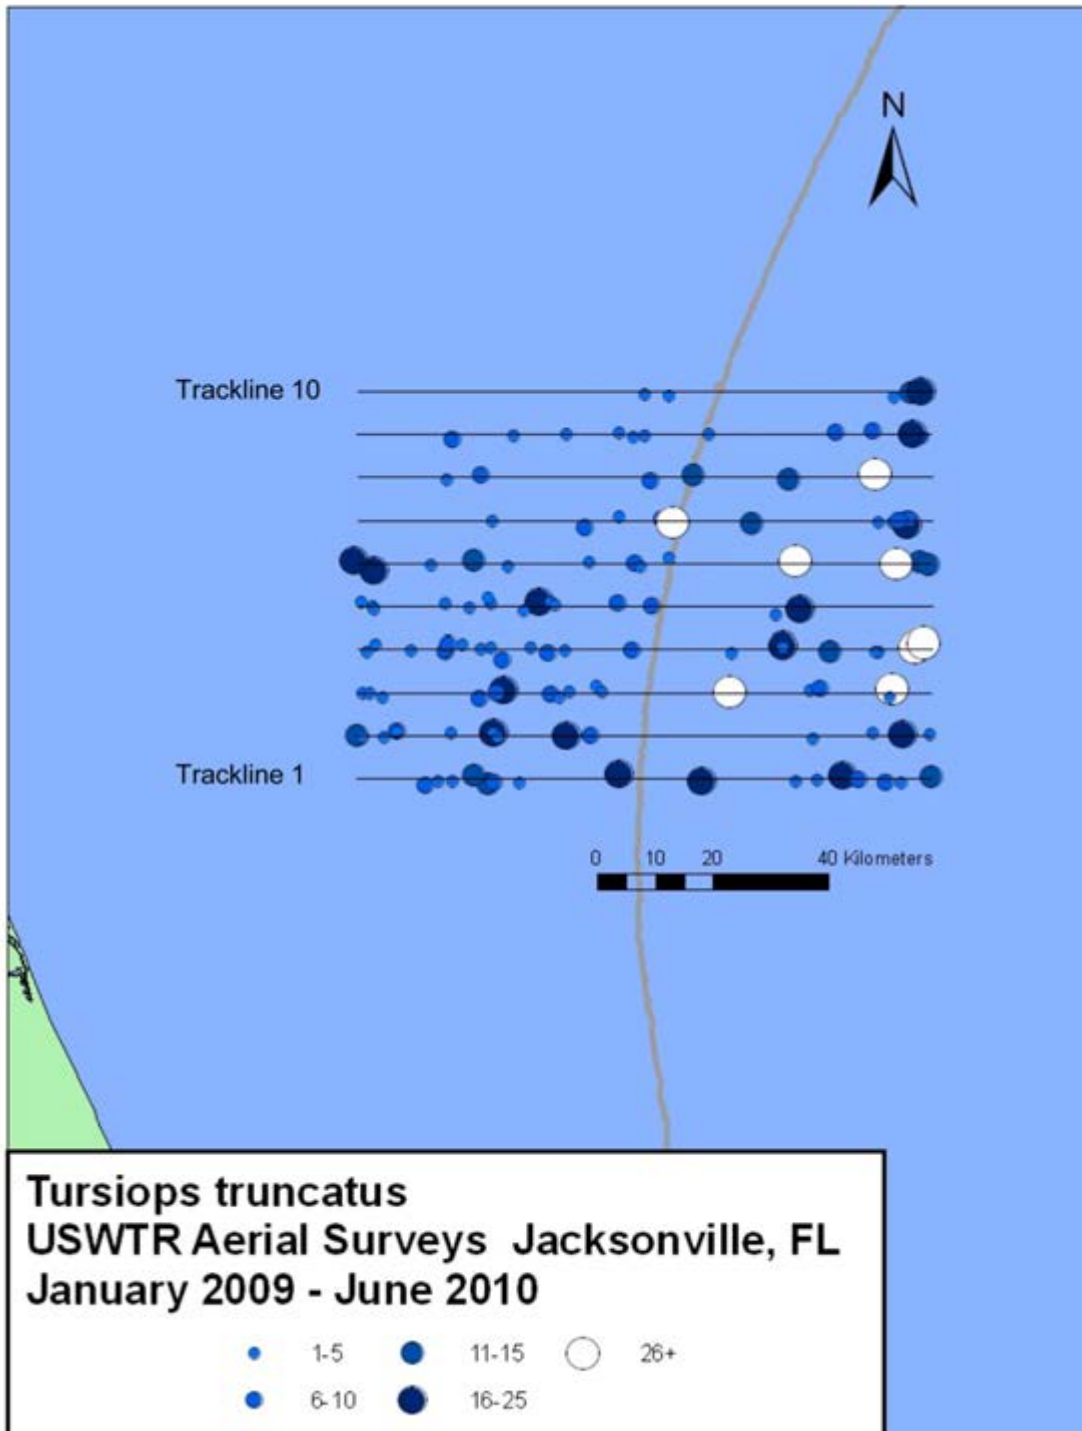 N
Trackline 10
Trackline 1
0 10 20 40 Kilometers
Tursiops truncatus
USWTR Aerial Surveys Jacksonville, FL
January 2009 - June 2010
1-5 11-15 26+
6-10 16-25